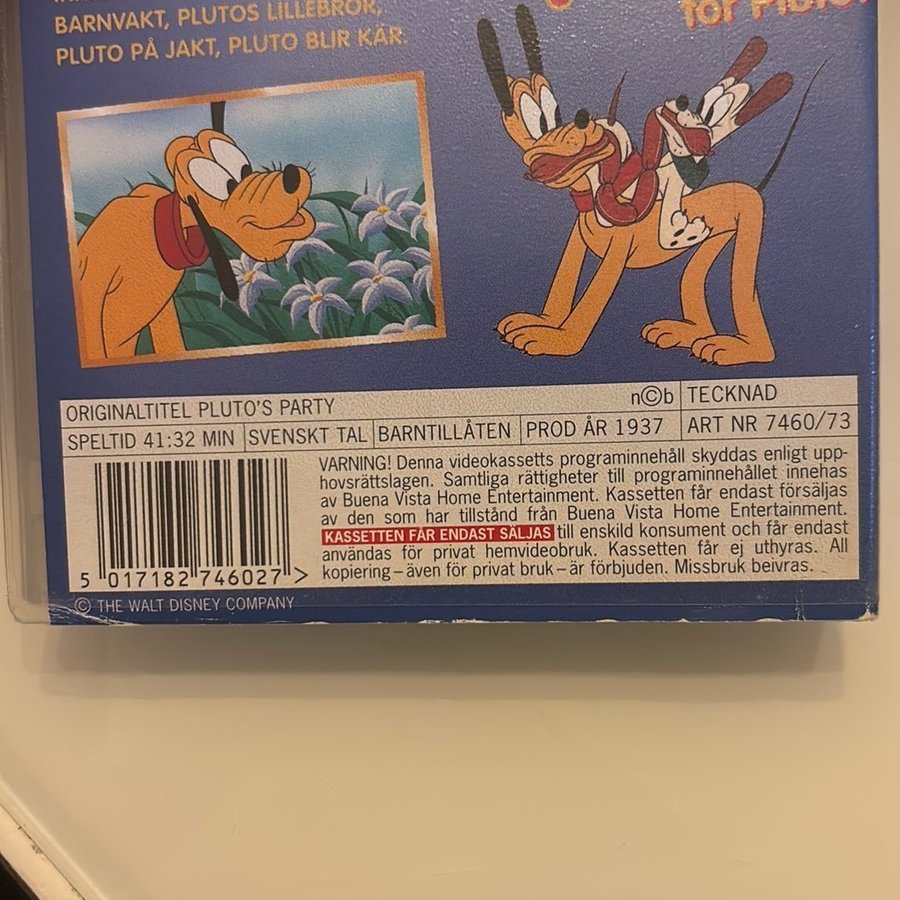 för Pluto!
BARNVAKT, PLUTOS LILLEBROR,
PLUTO PÅ JAKT, PLUTO BLIR KÄR.
ORIGINALTITEL PLUTO'S PARTY
n©b
TECKNAD
SPELTID 41:32 MIN
SVENSKT TAL
BARNTILLÅTEN
PROD ÅR 1937
ART NR 7460/73
VARNING! Denna videokassetts programinnehåll skyddas enligt upp-
hovsrättslagen. Samtliga rättigheter till programinnehållet innehas
av Buena Vista Home Entertainment. Kassetten får endast försäljas
av den som har tillstånd från Buena Vista Home Entertainment.
KASSETTEN FÅR ENDAST SÄLJAS till enskild konsument och får endast
användas för privat hemvideobruk. Kassetten får ej uthyras. All
kopiering – även för privat bruk – är förbjuden. Missbruk beivras.
5 017182 746027 >
© THE WALT DISNEY COMPANY